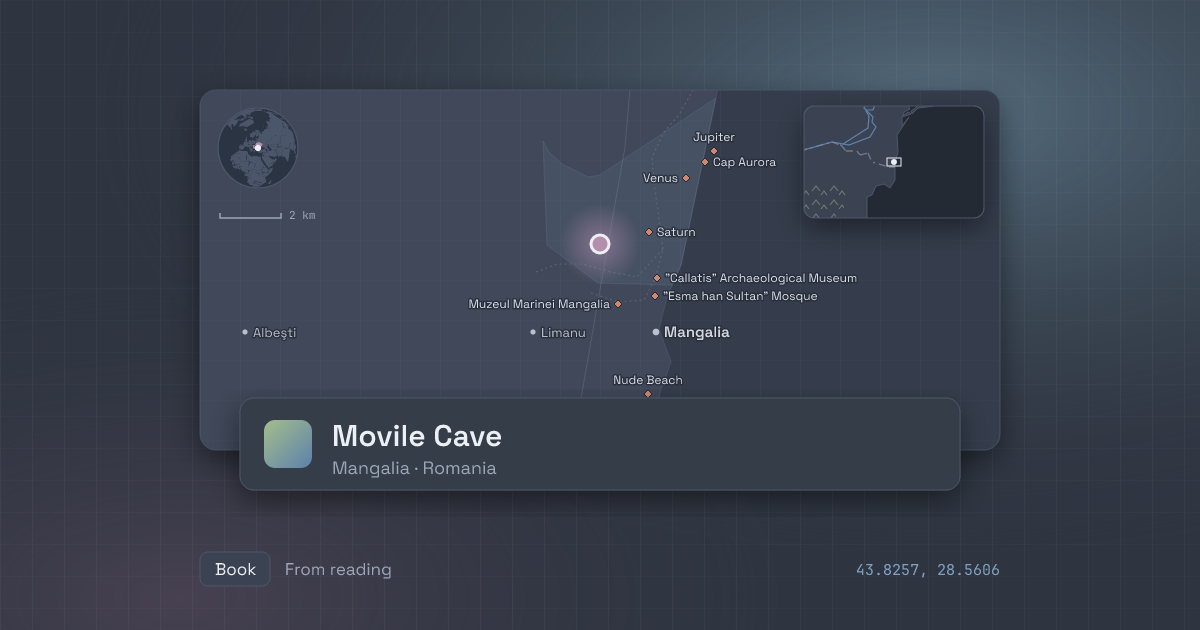 Jupiter
Cap Aurora
Venus
2 km
Saturn
"Callatis" Archaeological Museum
"Esma han Sultan" Mosque
Muzeul Marinei Mangalia
Albeşti
Limanu
Mangalia
Nude Beach
Movile Cave
Mangalia · Romania
Book
From reading
43.8257, 28.5606